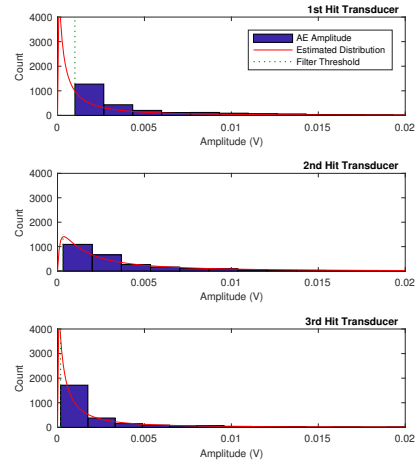 1st Hit Transducer
4000
3000
2000
1000
0
Count
AE Amplitude
Estimated Distribution
Filter Threshold
0 0.005 0.01 0.015 0.02
Amplitude (V)
2nd Hit Transducer
4000
3000
2000
1000
0
Count
0 0.005 0.01 0.015 0.02
Amplitude (V)
3rd Hit Transducer
4000
3000
2000
1000
0
Count
0 0.005 0.01 0.015 0.02
Amplitude (V)